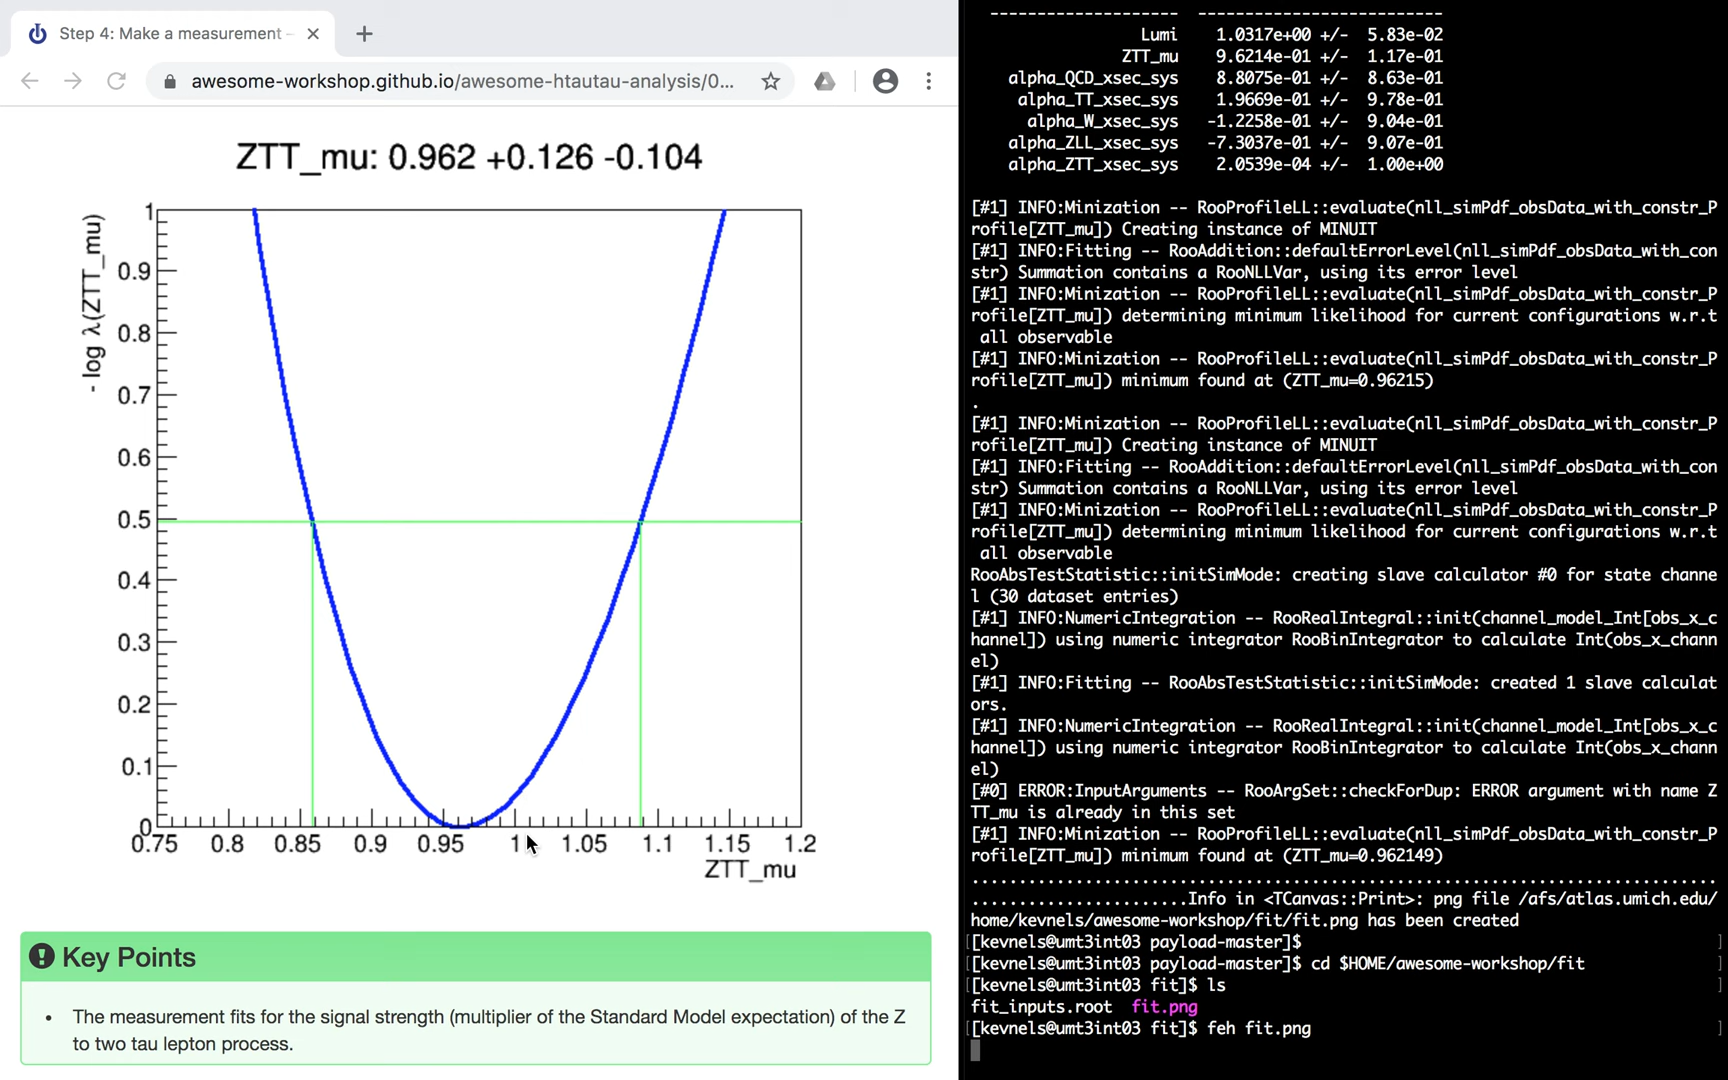 Step 4: Make a measurement -
awesome-workshop.github.io/awesome-htautau-analysis/0...
ZTT_mu: 0.962 +0.126 -0.104
- log λ(ZTT_mu)
1
0.9
0.8
0.7
0.6
0.5
0.4
0.3
0.2
0.1
0
0.75 0.8 0.85 0.9 0.95 1 1.05 1.1 1.15 1.2
ZTT_mu
Key Points
• The measurement fits for the signal strength (multiplier of the Standard Model expectation) of the Z
to two tau lepton process.
-------------------- --------------------------
Lumi 1.0317e+00 +/- 5.83e-02
ZTT_mu 9.6214e-01 +/- 1.17e-01
alpha_QCD_xsec_sys 8.8075e-01 +/- 8.63e-01
alpha_TT_xsec_sys 1.9669e-01 +/- 9.78e-01
alpha_W_xsec_sys -1.2258e-01 +/- 9.04e-01
alpha_ZLL_xsec_sys -7.3037e-01 +/- 9.07e-01
alpha_ZTT_xsec_sys 2.0539e-04 +/- 1.00e+00
[#1] INFO:Minization -- RooProfileLL::evaluate(nll_simPdf_obsData_with_constr_P
rofile[ZTT_mu]) Creating instance of MINUIT
[#1] INFO:Fitting -- RooAddition::defaultErrorLevel(nll_simPdf_obsData_with_con
str) Summation contains a RooNLLVar, using its error level
[#1] INFO:Minization -- RooProfileLL::evaluate(nll_simPdf_obsData_with_constr_P
rofile[ZTT_mu]) determining minimum likelihood for current configurations w.r.t
all observable
[#1] INFO:Minization -- RooProfileLL::evaluate(nll_simPdf_obsData_with_constr_P
rofile[ZTT_mu]) minimum found at (ZTT_mu=0.96215)
.
[#1] INFO:Minization -- RooProfileLL::evaluate(nll_simPdf_obsData_with_constr_P
rofile[ZTT_mu]) Creating instance of MINUIT
[#1] INFO:Fitting -- RooAddition::defaultErrorLevel(nll_simPdf_obsData_with_con
str) Summation contains a RooNLLVar, using its error level
[#1] INFO:Minization -- RooProfileLL::evaluate(nll_simPdf_obsData_with_constr_P
rofile[ZTT_mu]) determining minimum likelihood for current configurations w.r.t
all observable
RooAbsTestStatistic::initSimMode: creating slave calculator #0 for state channe
l (30 dataset entries)
[#1] INFO:NumericIntegration -- RooRealIntegral::init(channel_model_Int[obs_x_c
hannel]) using numeric integrator RooBinIntegrator to calculate Int(obs_x_chann
el)
[#1] INFO:Fitting -- RooAbsTestStatistic::initSimMode: created 1 slave calculat
ors.
[#1] INFO:NumericIntegration -- RooRealIntegral::init(channel_model_Int[obs_x_c
hannel]) using numeric integrator RooBinIntegrator to calculate Int(obs_x_chann
el)
[#0] ERROR:InputArguments -- RooArgSet::checkForDup: ERROR argument with name Z
TT_mu is already in this set
[#1] INFO:Minization -- RooProfileLL::evaluate(nll_simPdf_obsData_with_constr_P
rofile[ZTT_mu]) minimum found at (ZTT_mu=0.962149)
...............................................................................
.......................Info in <TCanvas::Print>: png file /afs/atlas.umich.edu/
home/kevnels/awesome-workshop/fit/fit.png has been created
[[kevnels@umt3int03 payload-master]$ ]
[[kevnels@umt3int03 payload-master]$ cd $HOME/awesome-workshop/fit ]
[[kevnels@umt3int03 fit]$ ls ]
fit_inputs.root fit.png
[[kevnels@umt3int03 fit]$ feh fit.png ]